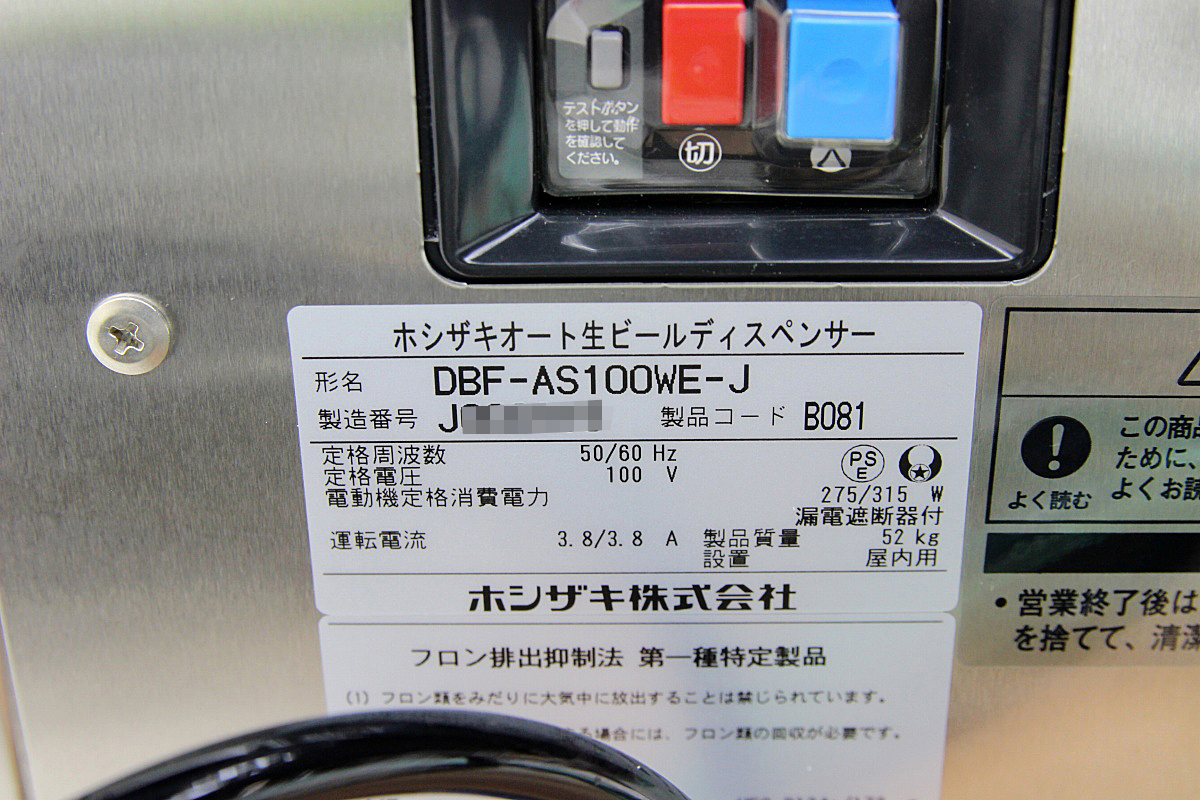 テストボタン
を押して動作
を確認して
ください。
切
入
ホシザキオート生ビールディスペンサー
形名 DBF-AS100WE-J
製造番号 J 製品コード B081
定格周波数 50/60 Hz
定格電圧 100 V
PS
E
電動機定格消費電力 275/315 W
漏電遮断器付
運転電流 3.8/3.8 A 製品質量 52 kg
設置 屋内用
ホシザキ株式会社
フロン排出抑制法 第一種特定製品
(1) フロン類をみだりに大気中に放出することは禁じられています。
る場合には、フロン類の回収が必要です。
この商品
ために、
よくお読
よく読む
・営業終了後は
を捨てて、清潔